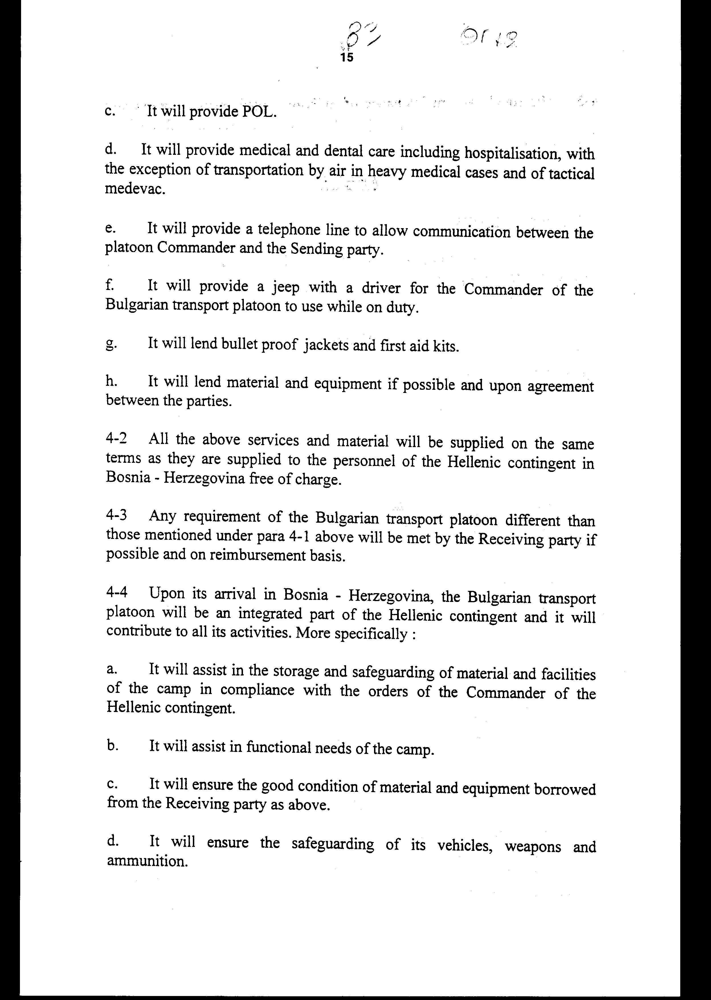 15
c. It will provide POL.
d. It will provide medical and dental care including hospitalisation, with
the exception of transportation by air in heavy medical cases and of tactical
medevac.
e. It will provide a telephone line to allow communication between the
platoon Commander and the Sending party.
f. It will provide a jeep with a driver for the Commander of the
Bulgarian transport platoon to use while on duty.
g. It will lend bullet proof jackets and first aid kits.
h. It will lend material and equipment if possible and upon agreement
between the parties.
4-2 All the above services and material will be supplied on the same
terms as they are supplied to the personnel of the Hellenic contingent in
Bosnia - Herzegovina free of charge.
4-3 Any requirement of the Bulgarian transport platoon different than
those mentioned under para 4-1 above will be met by the Receiving party if
possible and on reimbursement basis.
4-4 Upon its arrival in Bosnia - Herzegovina, the Bulgarian transport
platoon will be an integrated part of the Hellenic contingent and it will
contribute to all its activities. More specifically :
a. It will assist in the storage and safeguarding of material and facilities
of the camp in compliance with the orders of the Commander of the
Hellenic contingent.
b. It will assist in functional needs of the camp.
c. It will ensure the good condition of material and equipment borrowed
from the Receiving party as above.
d. It will ensure the safeguarding of its vehicles, weapons and
ammunition.